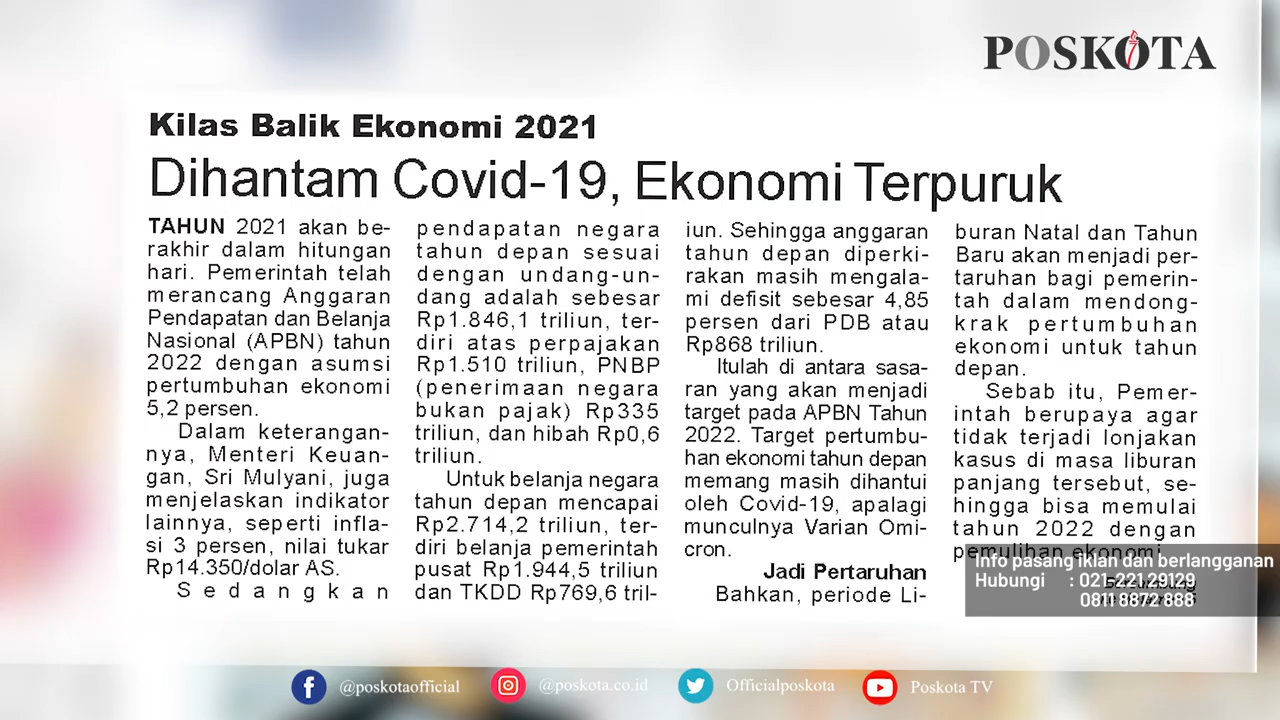 POSKOTA
Kilas Balik Ekonomi 2021
Dihantam Covid-19, Ekonomi Terpuruk
TAHUN 2021 akan be-
rakhir dalam hitungan
hari. Pemerintah telah
merancang Anggaran
Pendapatan dan Belanja
Nasional (APBN) tahun
2022 dengan asumsi
pertumbuhan ekonomi
5,2 persen.
Dalam keterangan-
nya, Menteri Keuan-
gan, Sri Mulyani, juga
menjelaskan indikator
lainnya, seperti infla-
si 3 persen, nilai tukar
Rp14.350/dolar AS.
Sedangkan
pendapatan negara
tahun depan sesuai
dengan undang-un-
dang adalah sebesar
Rp1.846,1 triliun, ter-
diri atas perpajakan
Rp1.510 triliun, PNBP
(penerimaan negara
bukan pajak) Rp335
triliun, dan hibah Rp0,6
triliun.
Untuk belanja negara
tahun depan mencapai
Rp2.714,2 triliun, ter-
diri belanja pemerintah
pusat Rp1.944,5 triliun
dan TKDD Rp769,6 tril-
iun. Sehingga anggaran
tahun depan diperki-
rakan masih mengala-
mi defisit sebesar 4,85
persen dari PDB atau
Rp868 triliun.
Itulah di antara sasa-
ran yang akan menjadi
target pada APBN Tahun
2022. Target pertumbu-
han ekonomi tahun depan
memang masih dihantui
oleh Covid-19, apalagi
munculnya Varian Omi-
cron.
Jadi Pertaruhan
Bahkan, periode Li-
buran Natal dan Tahun
Baru akan menjadi per-
taruhan bagi pemerin-
tah dalam mendong-
krak pertumbuhan
ekonomi untuk tahun
depan.
Sebab itu, Pemer-
intah berupaya agar
tidak terjadi lonjakan
kasus di masa liburan
panjang tersebut, se-
hingga bisa memulai
tahun 2022 dengan
pemulihan ekonomi.
Info pasang iklan dan berlangganan
Hubungi : 021-221 29129
0811 8872 888
@poskotaofficial
@poskota.co.id
Officialposkota
Poskota TV